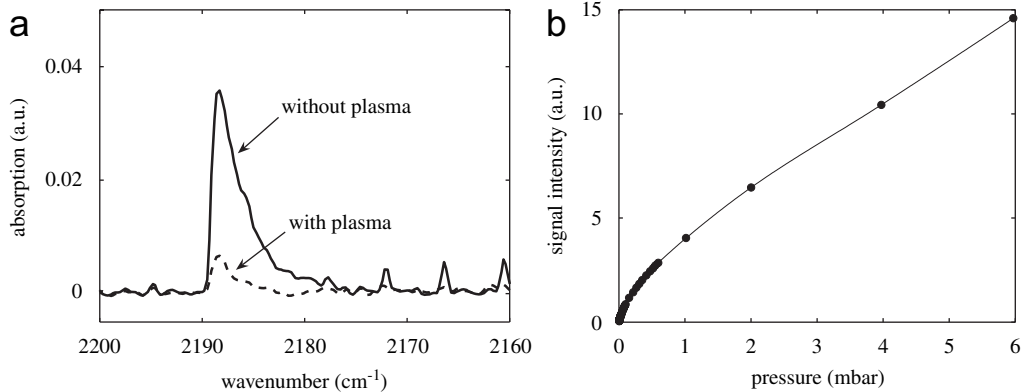 a
absorption (a.u.)
0.04
0.02
0
without plasma
with plasma
2200 2190 2180 2170 2160
wavenumber (cm-1)
b
signal intensity (a.u.)
15
10
5
0
0 1 2 3 4 5 6
pressure (mbar)